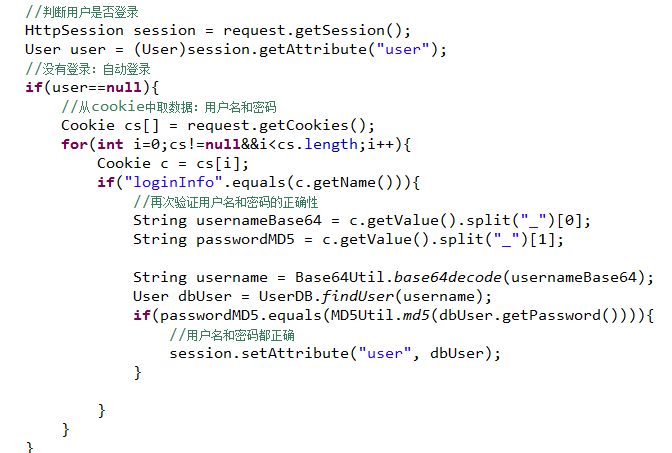 //判断用户是否登录
HttpSession session = request.getSession();
User user = (User)session.getAttribute("user");
//没有登录：自动登录
if(user==null){
    //从cookie中取数据：用户名和密码
    Cookie cs[] = request.getCookies();
    for(int i=0;cs!=null&&i<cs.length;i++){
        Cookie c = cs[i];
        if("loginInfo".equals(c.getName())){
            //再次验证用户名和密码的正确性
            String usernameBase64 = c.getValue().split("_")[0];
            String passwordMD5 = c.getValue().split("_")[1];

            String username = Base64Util.base64decode(usernameBase64);
            User dbUser = UserDB.findUser(username);
            if(passwordMD5.equals(MD5Util.md5(dbUser.getPassword()))){
                //用户名和密码都正确
                session.setAttribute("user", dbUser);
            }

        }
    }
}